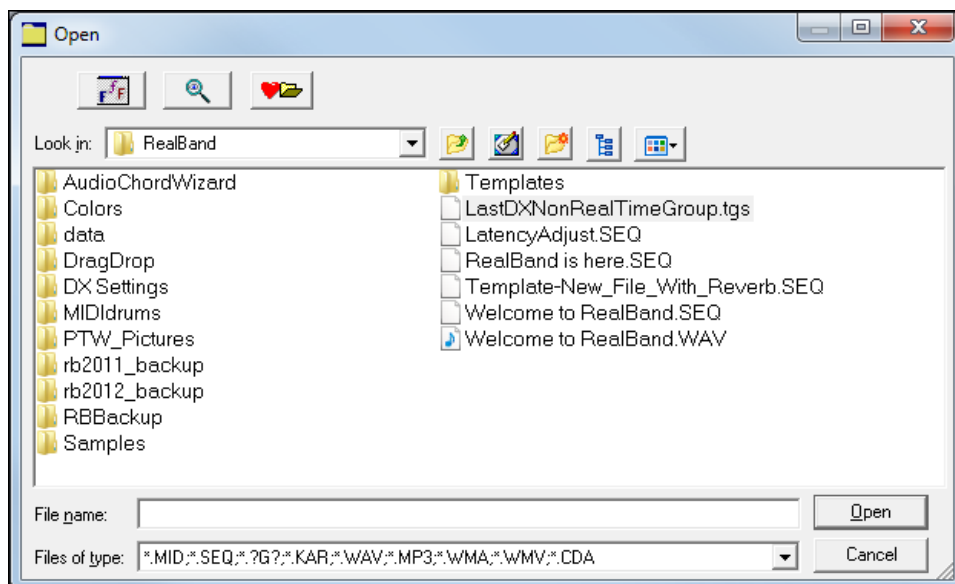 Open
FfF
Look in: RealBand
AudioChordWizard
Colors
data
DragDrop
DX Settings
MIDIdrums
PTW_Pictures
rb2011_backup
rb2012_backup
RBBackup
Samples
Templates
LastDXNonRealTimeGroup.tgs
LatencyAdjust.SEQ
RealBand is here.SEQ
Template-New_File_With_Reverb.SEQ
Welcome to RealBand.SEQ
Welcome to RealBand.WAV
File name:
Open
Files of type: *.MID;*.SEQ;*.?G?;*.KAR;*.WAV;*.MP3;*.WMA;*.WMV;*.CDA
Cancel